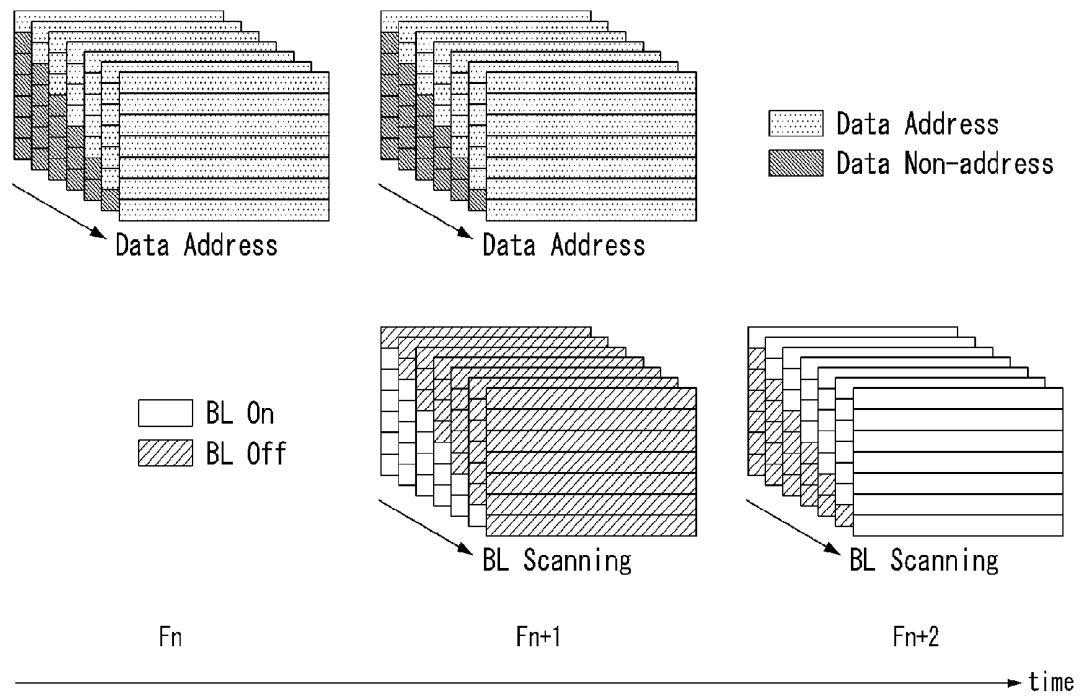 Data Address
Data Non-address
Data Address
Data Address
BL On
BL Off
BL Scanning
BL Scanning
Fn
Fn+1
Fn+2
time